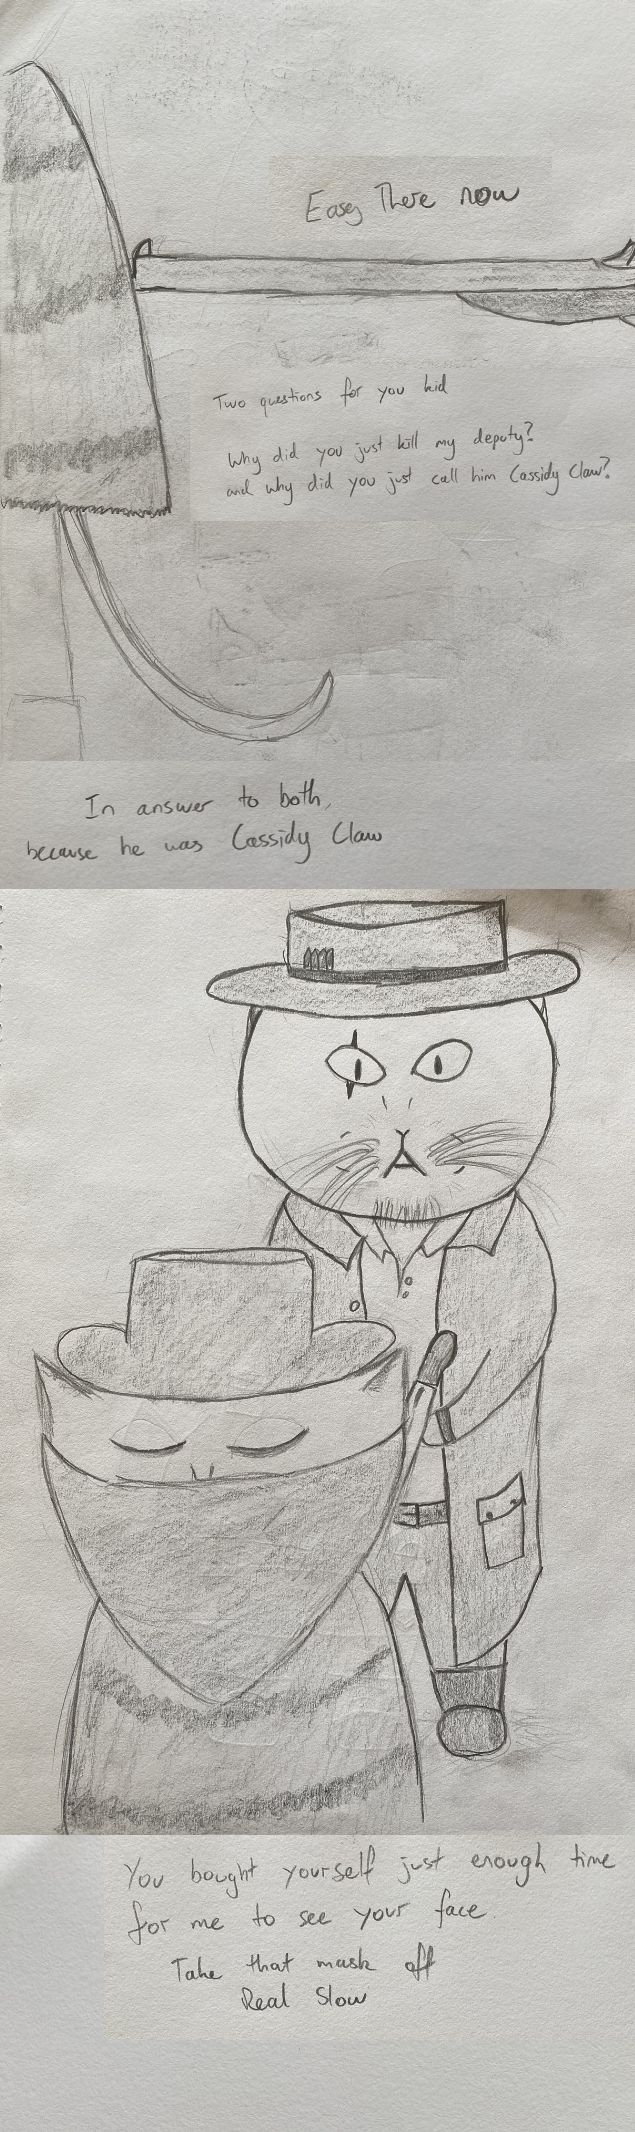 Easy There now
Two questions for you kid
Why did you just kill my deputy?
and why did you just call him Cassidy Claw?
In answer to both,
because he was Cassidy Claw
You bought yourself just enough time
for me to see your face.
Take that mask off
Real Slow